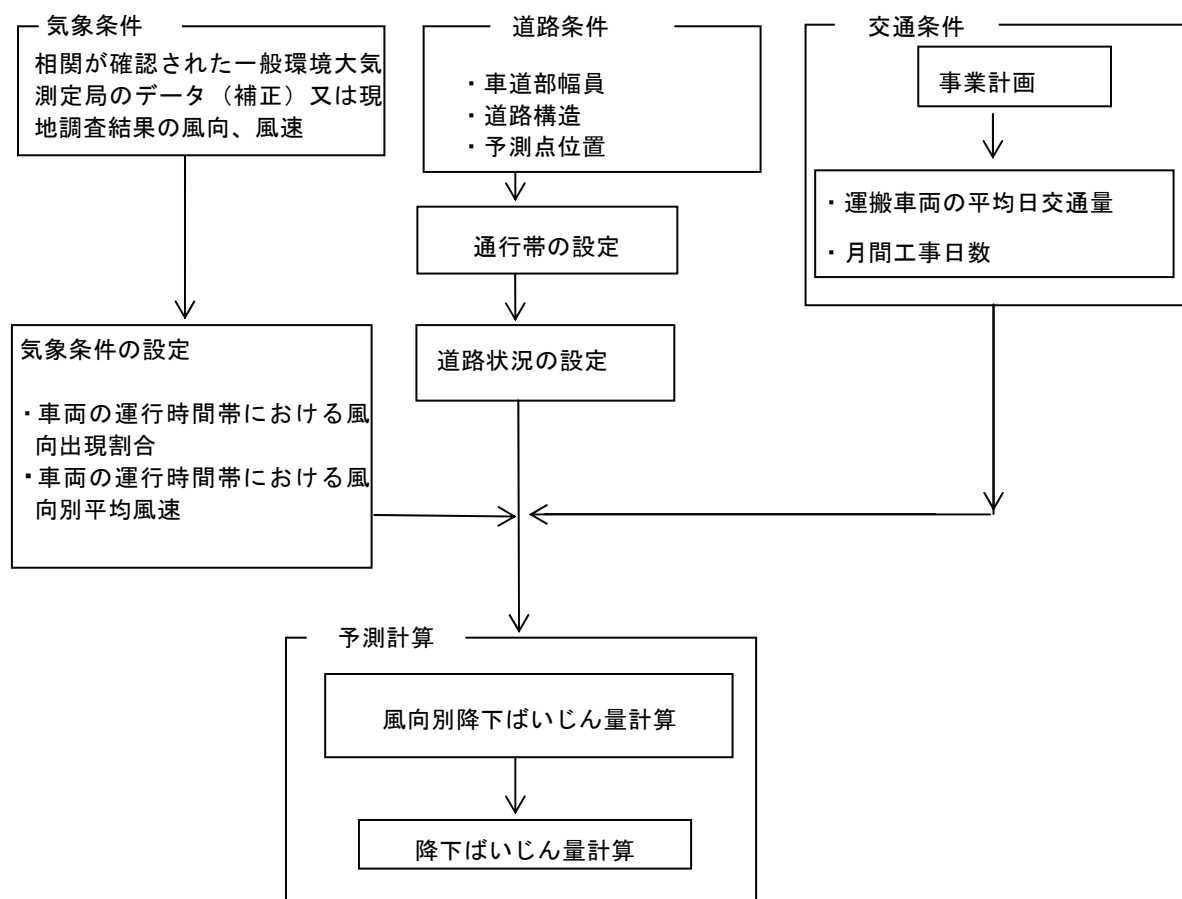 気象条件
相関が確認された一般環境大気
測定局のデータ（補正）又は現
地調査結果の風向、風速
道路条件
・車道部幅員
・道路構造
・予測点位置
交通条件
事業計画
・運搬車両の平均日交通量
・月間工事日数
通行帯の設定
道路状況の設定
気象条件の設定
・車両の運行時間帯における風
向出現割合
・車両の運行時間帯における風
向別平均風速
予測計算
風向別降下ばいじん量計算
降下ばいじん量計算